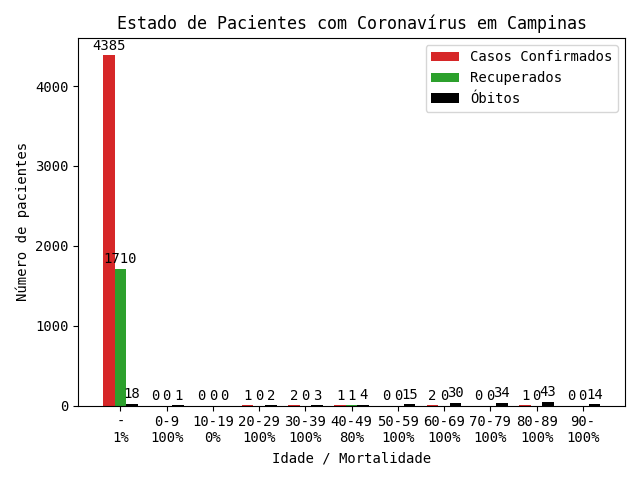 Estado de Pacientes com Coronavírus em Campinas
Casos Confirmados
Recuperados
Óbitos
Número de pacientes
4000
3000
2000
1000
0
4385
1710
18
0 0 1
0 0 0
1 0 2
2 0 3
1 1 4
0 0 15
2 0 30
0 0 34
1 0 43
0 0 14
- 0-9 10-19 20-29 30-39 40-49 50-59 60-69 70-79 80-89 90-
1% 100% 0% 100% 100% 80% 100% 100% 100% 100% 100%
Idade / Mortalidade